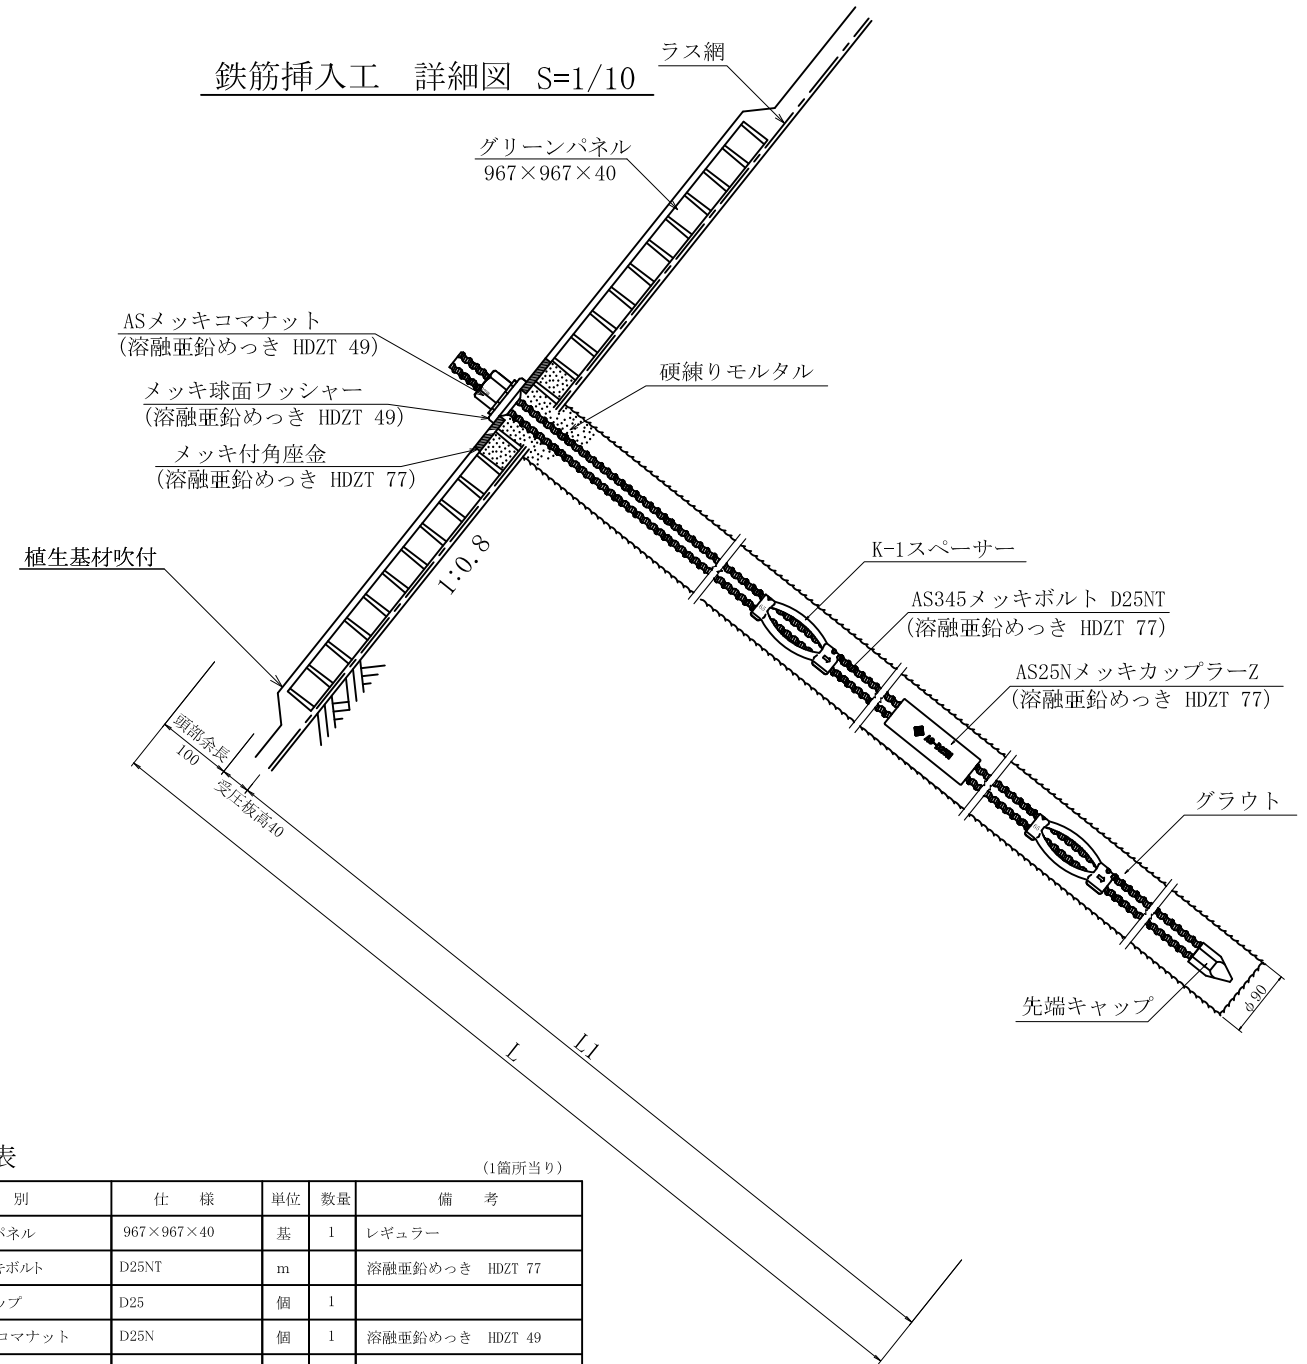 鉄筋挿入工　詳細図　S=1/10
ラス網
グリーンパネル
967×967×40
ASメッキコマナット
(溶融亜鉛めっき HDZT 49)
メッキ球面ワッシャー
(溶融亜鉛めっき HDZT 49)
メッキ付角座金
(溶融亜鉛めっき HDZT 77)
硬練りモルタル
植生基材吹付
1:0.8
K-1スペーサー
AS345メッキボルト D25NT
(溶融亜鉛めっき HDZT 77)
AS25NメッキカップラーZ
(溶融亜鉛めっき HDZT 77)
グラウト
先端キャップ
φ90
頭部余長
100
受圧板高40
L1
L
表
(1箇所当り)
別　仕　様　単位　数量　備　考
パネル　967×967×40　基　1　レギュラー
キボルト　D25NT　m　溶融亜鉛めっき　HDZT 77
ップ　D25　個　1
コマナット　D25N　個　1　溶融亜鉛めっき　HDZT 49